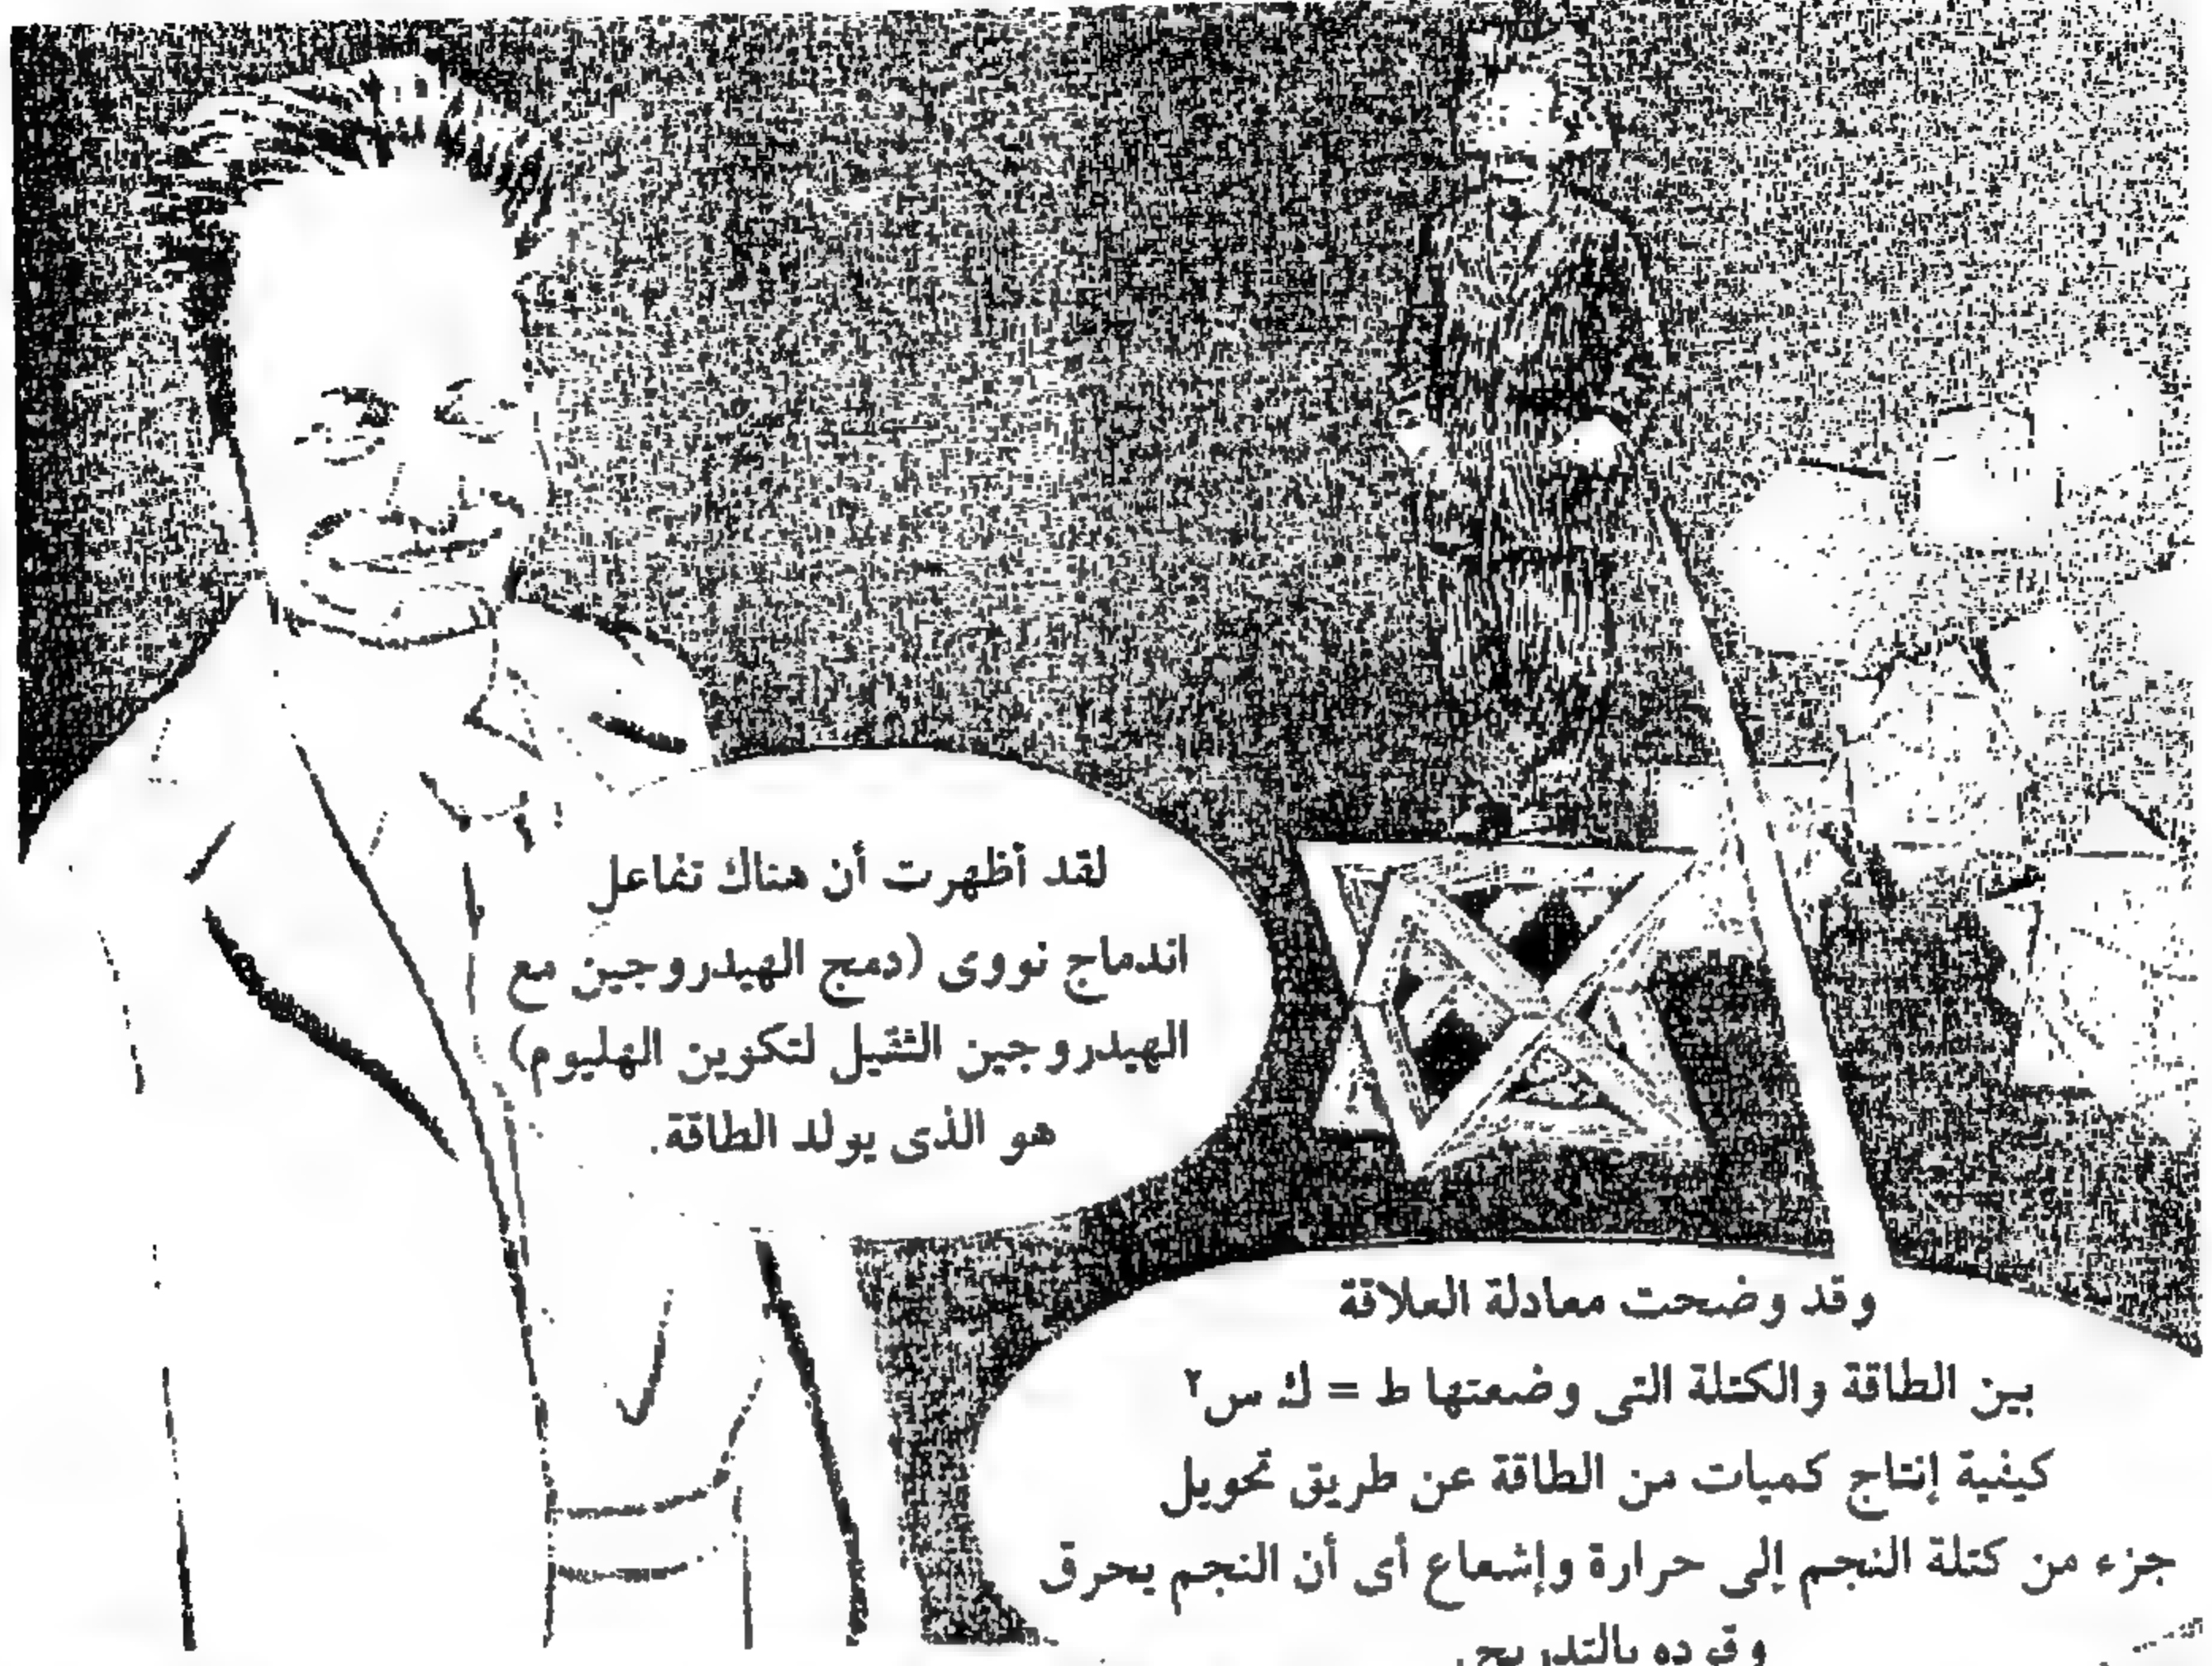 لقد أظهرت أن هناك تفاعل
اندماج نووى (دمج الهيدروجين مع
الهيدروجين الثقيل لتكوين الهليوم)
هو الذى يولد الطاقة.
وقد وضحت معادلة العلاقة
بين الطاقة والكتلة التى وضعتها ط = ك س٢
كيفية إنتاج كميات من الطاقة عن طريق تحويل
جزء من كتلة النجم إلى حرارة وإشعاع أى أن النجم يحرق
وقوده بالتدريج.